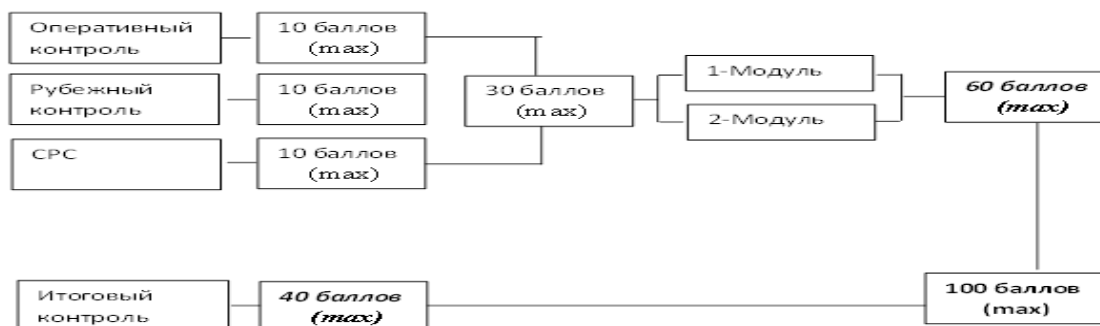 Оперативный
контроль
10 баллов
(max)
Рубежный
контроль
10 баллов
(max)
СРС
10 баллов
(max)
30 баллов
(max)
1-Модуль
2-Модуль
60 баллов
(max)
Итоговый
контроль
40 баллов
(max)
100 баллов
(max)